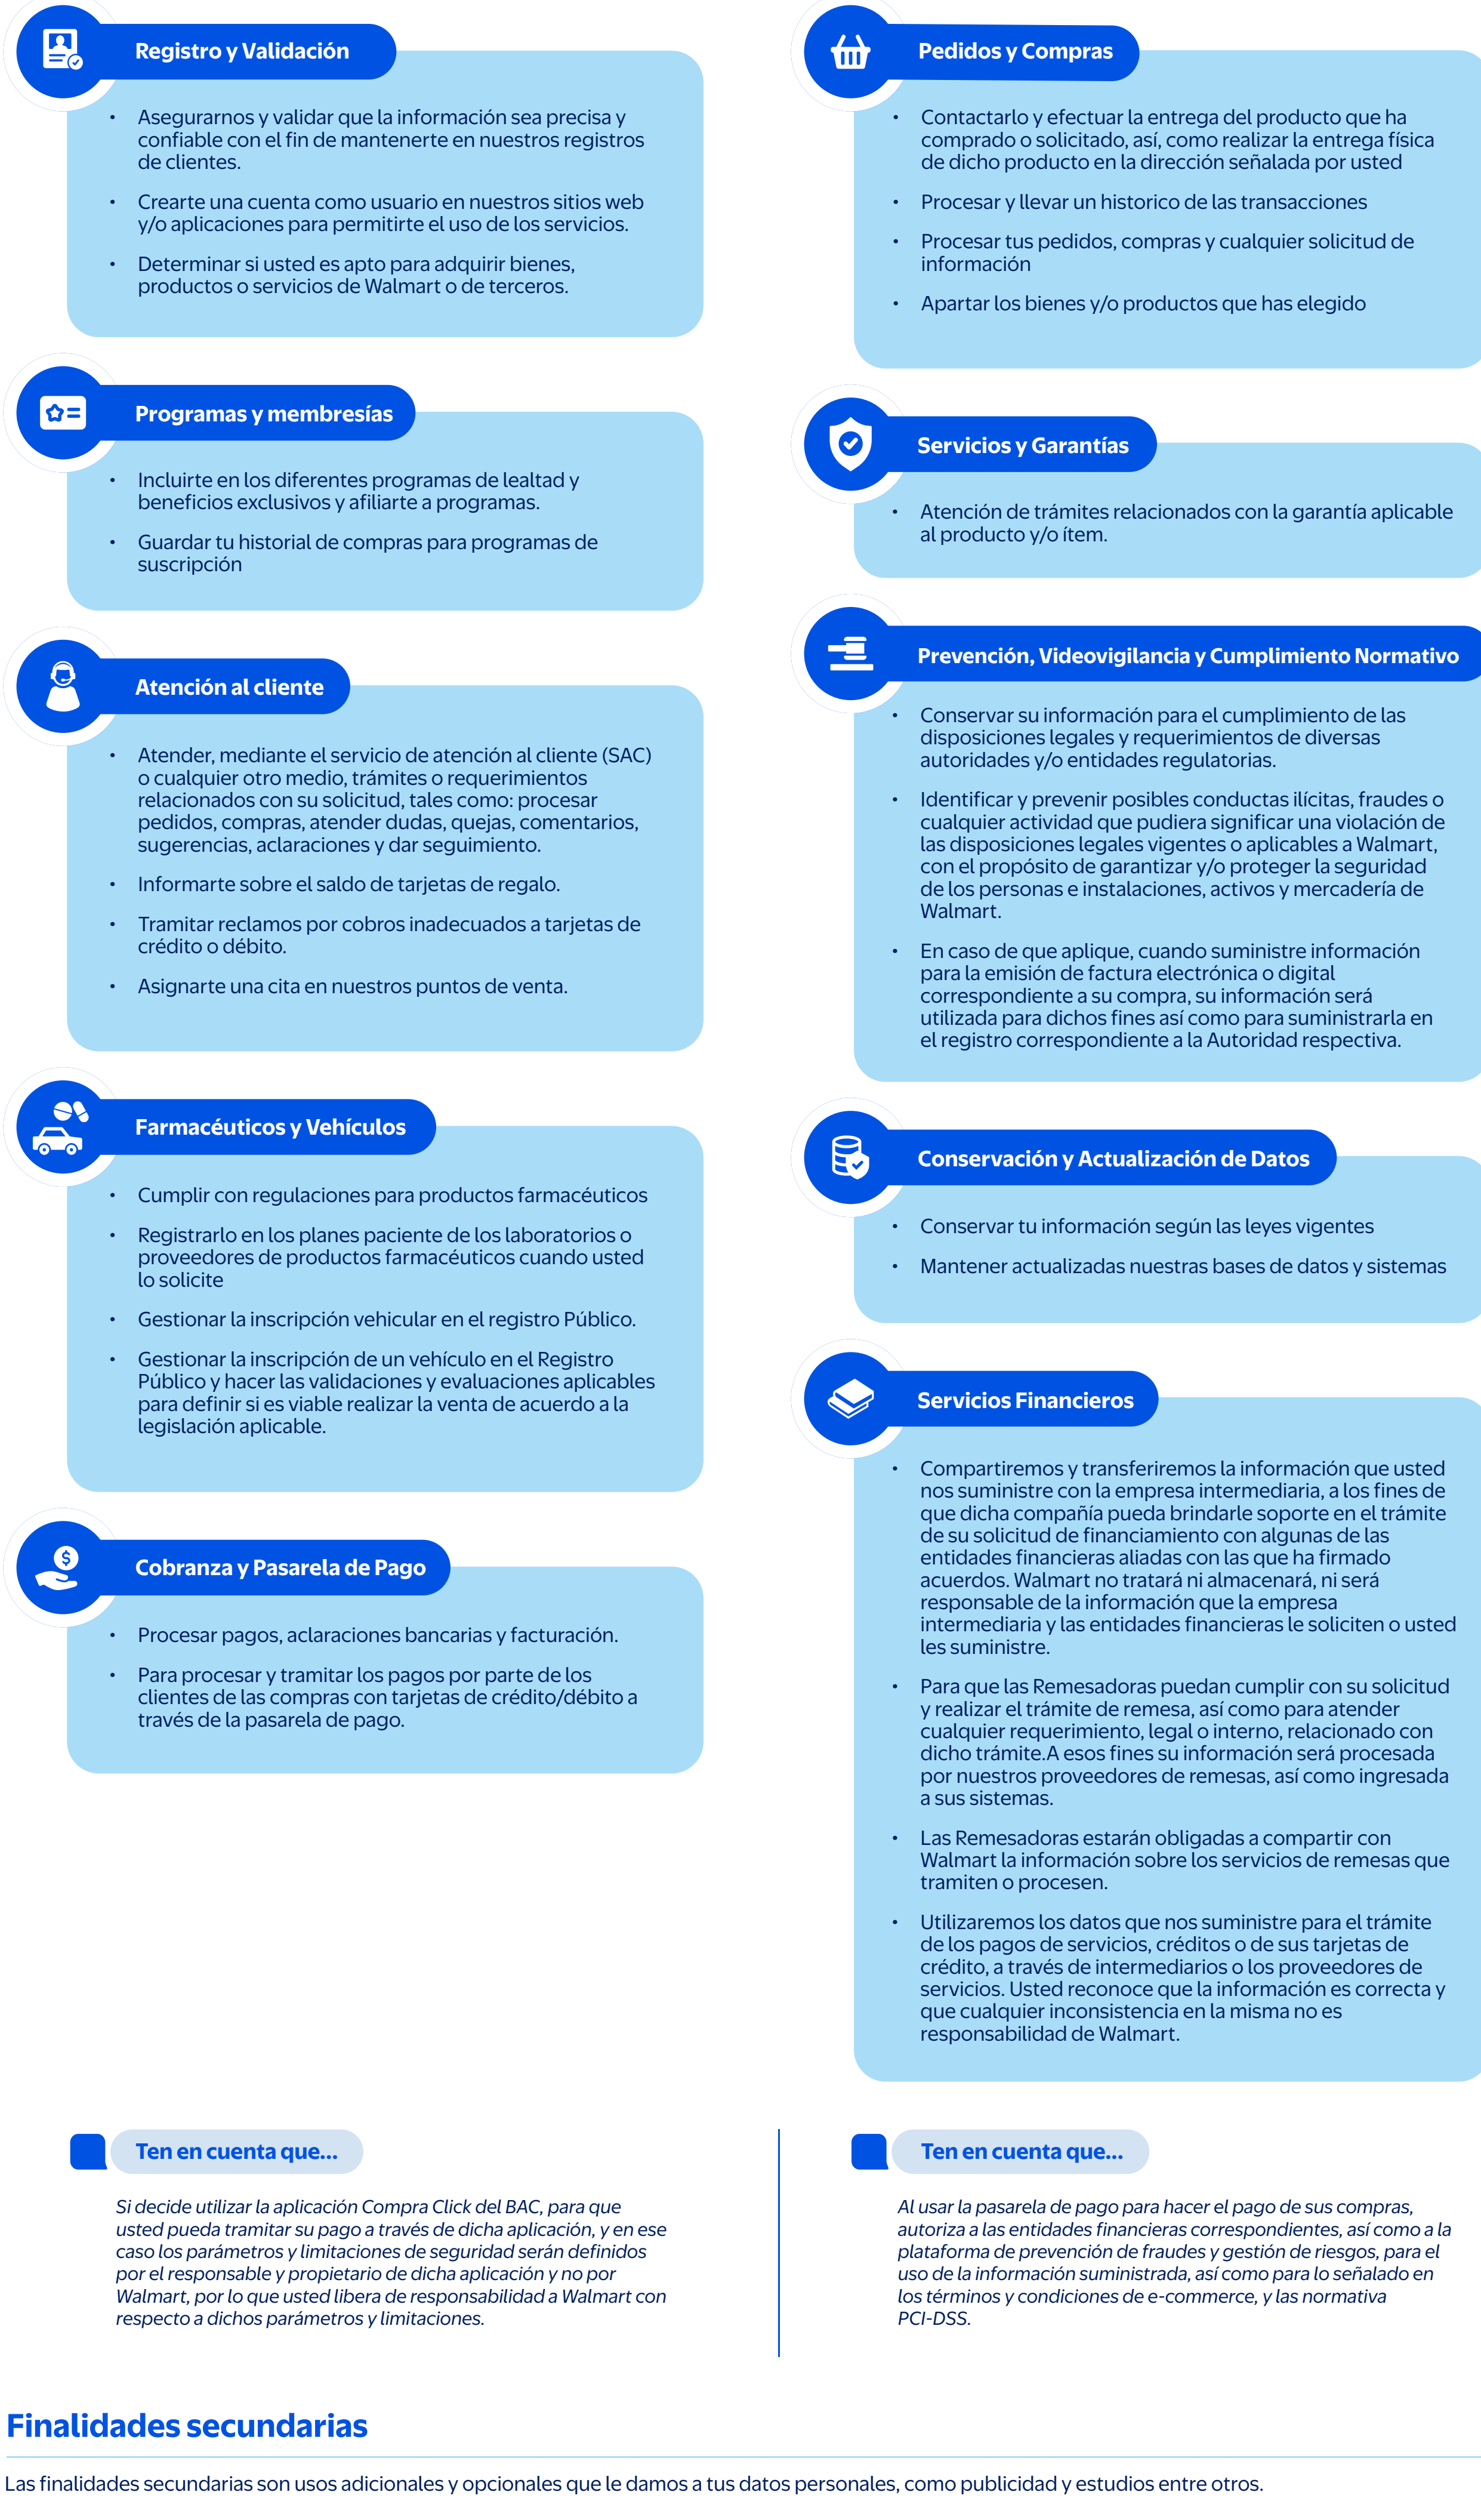 Registro y Validación
Asegurarnos y validar que la información sea precisa y
confiable con el fin de mantenerte en nuestros registros
de clientes.
Crearte una cuenta como usuario en nuestros sitios web
y/o aplicaciones para permitirte el uso de los servicios.
Determinar si usted es apto para adquirir bienes,
productos o servicios de Walmart o de terceros.
Programas y membresías
Incluirte en los diferentes programas de lealtad y
beneficios exclusivos y afiliarte a programas.
Guardar tu historial de compras para programas de
suscripción
Atención al cliente
Atender, mediante el servicio de atención al cliente (SAC)
o cualquier otro medio, trámites o requerimientos
relacionados con su solicitud, tales como: procesar
pedidos, compras, atender dudas, quejas, comentarios,
sugerencias, aclaraciones y dar seguimiento.
Informarte sobre el saldo de tarjetas de regalo.
Tramitar reclamos por cobros inadecuados a tarjetas de
crédito o débito.
Asignarte una cita en nuestros puntos de venta.
Farmacéuticos y Vehículos
Cumplir con regulaciones para productos farmacéuticos
Registrarlo en los planes paciente de los laboratorios o
proveedores de productos farmacéuticos cuando usted
lo solicite
Gestionar la inscripción vehicular en el registro Público.
Gestionar la inscripción de un vehículo en el Registro
Público y hacer las validaciones y evaluaciones aplicables
para definir si es viable realizar la venta de acuerdo a la
legislación aplicable.
Cobranza y Pasarela de Pago
Procesar pagos, aclaraciones bancarias y facturación.
Para procesar y tramitar los pagos por parte de los
clientes de las compras con tarjetas de crédito/débito a
través de la pasarela de pago.
Pedidos y Compras
Contactarlo y efectuar la entrega del producto que ha
comprado o solicitado, así, como realizar la entrega física
de dicho producto en la dirección señalada por usted
Procesar y llevar un historico de las transacciones
Procesar tus pedidos, compras y cualquier solicitud de
información
Apartar los bienes y/o productos que has elegido
Servicios y Garantías
Atención de trámites relacionados con la garantía aplicable
al producto y/o ítem.
Prevención, Videovigilancia y Cumplimiento Normativo
Conservar su información para el cumplimiento de las
disposiciones legales y requerimientos de diversas
autoridades y/o entidades regulatorias.
Identificar y prevenir posibles conductas ilícitas, fraudes o
cualquier actividad que pudiera significar una violación de
las disposiciones legales vigentes o aplicables a Walmart,
con el propósito de garantizar y/o proteger la seguridad
de los personas e instalaciones, activos y mercadería de
Walmart.
En caso de que aplique, cuando suministre información
para la emisión de factura electrónica o digital
correspondiente a su compra, su información será
utilizada para dichos fines así como para suministrarla en
el registro correspondiente a la Autoridad respectiva.
Conservación y Actualización de Datos
Conservar tu información según las leyes vigentes
Mantener actualizadas nuestras bases de datos y sistemas
Servicios Financieros
Compartiremos y transferiremos la información que usted
nos suministre con la empresa intermediaria, a los fines de
que dicha compañía pueda brindarle soporte en el trámite
de su solicitud de financiamiento con algunas de las
entidades financieras aliadas con las que ha firmado
acuerdos. Walmart no tratará ni almacenará, ni será
responsable de la información que la empresa
intermediaria y las entidades financieras le soliciten o usted
les suministre.
Para que las Remesadoras puedan cumplir con su solicitud
y realizar el trámite de remesa, así como para atender
cualquier requerimiento, legal o interno, relacionado con
dicho trámite.A esos fines su información será procesada
por nuestros proveedores de remesas, así como ingresada
a sus sistemas.
Las Remesadoras estarán obligadas a compartir con
Walmart la información sobre los servicios de remesas que
tramiten o procesen.
Utilizaremos los datos que nos suministre para el trámite
de los pagos de servicios, créditos o de sus tarjetas de
crédito, a través de intermediarios o los proveedores de
servicios. Usted reconoce que la información es correcta y
que cualquier inconsistencia en la misma no es
responsabilidad de Walmart.
Ten en cuenta que...
Si decide utilizar la aplicación Compra Click del BAC, para que
usted pueda tramitar su pago a través de dicha aplicación, y en ese
caso los parámetros y limitaciones de seguridad serán definidos
por el responsable y propietario de dicha aplicación y no por
Walmart, por lo que usted libera de responsabilidad a Walmart con
respecto a dichos parámetros y limitaciones.
Ten en cuenta que...
Al usar la pasarela de pago para hacer el pago de sus compras,
autoriza a las entidades financieras correspondientes, así como a la
plataforma de prevención de fraudes y gestión de riesgos, para el
uso de la información suministrada, así como para lo señalado en
los términos y condiciones de e-commerce, y las normativa
PCI-DSS.
Finalidades secundarias
Las finalidades secundarias son usos adicionales y opcionales que le damos a tus datos personales, como publicidad y estudios entre otros.